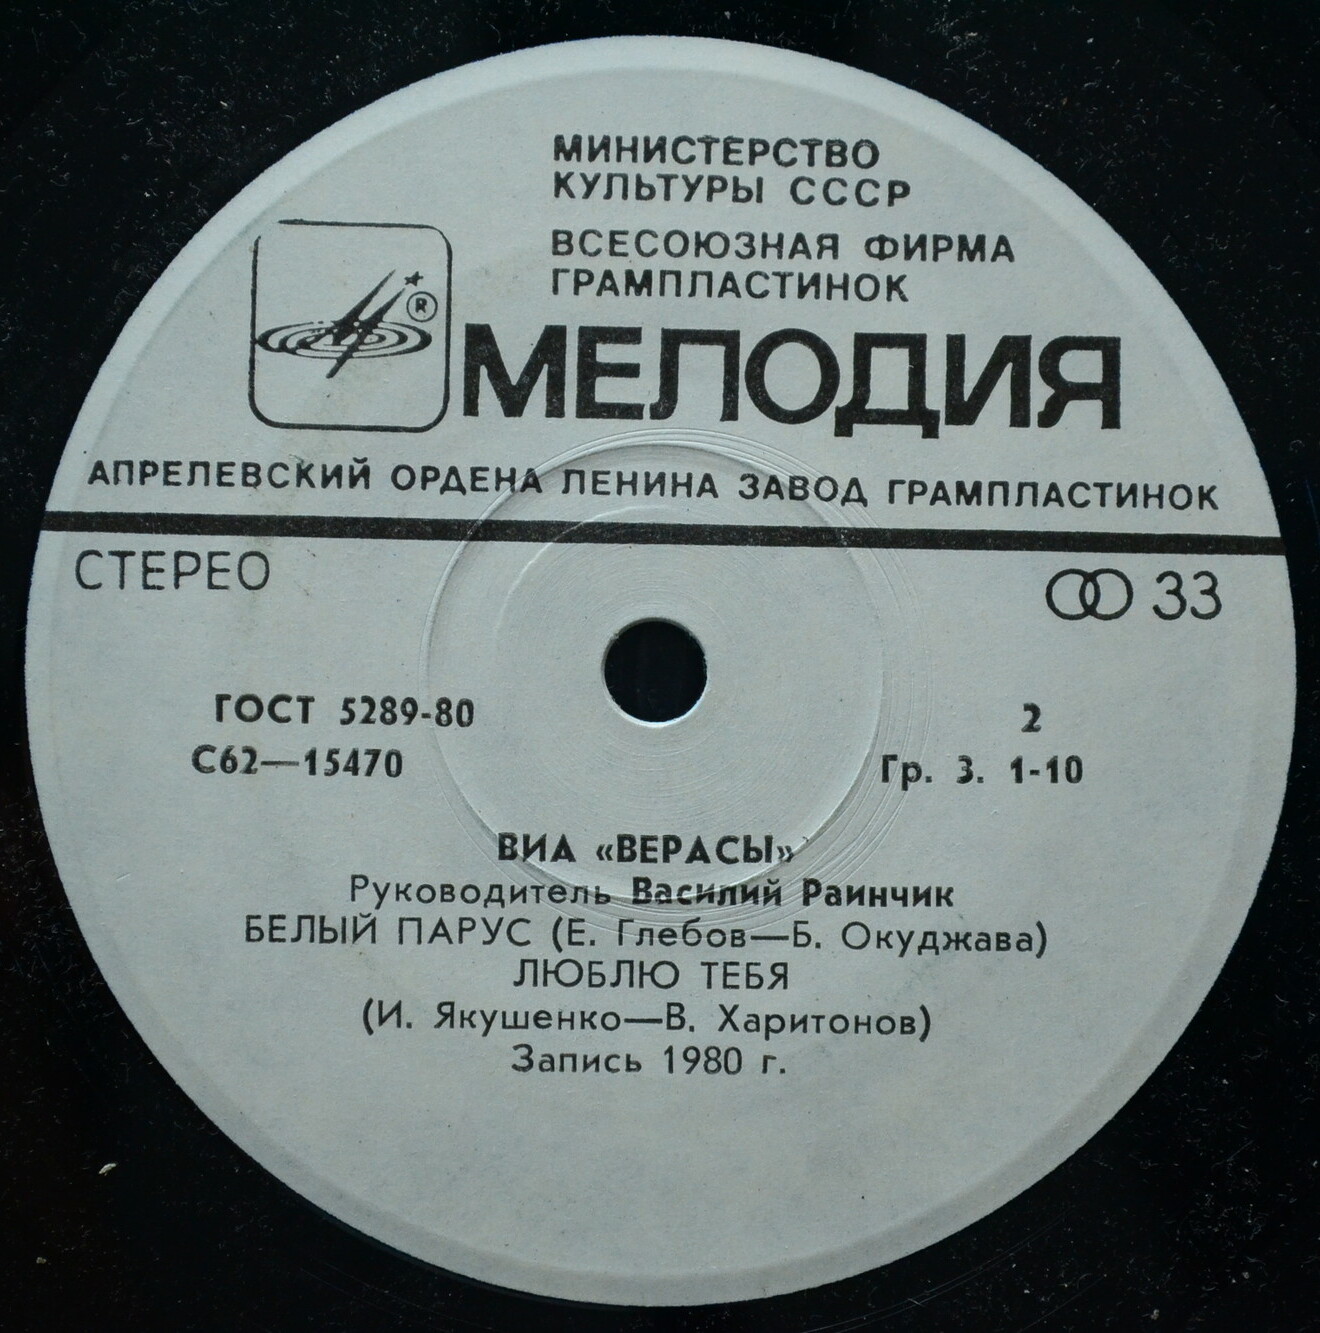 МИНИСТЕРСТВО
КУЛЬТУРЫ СССР
ВСЕСОЮЗНАЯ ФИРМА
ГРАМПЛАСТИНОК
®
МЕЛОДИЯ
АПРЕЛЕВСКИЙ ОРДЕНА ЛЕНИНА ЗАВОД ГРАМПЛАСТИНОК
СТЕРЕО 33
ГОСТ 5289-80 2
С62—15470 Гр. 3. 1-10
ВИА «ВЕРАСЫ»
Руководитель Василий Раинчик
БЕЛЫЙ ПАРУС (Е. Глебов—Б. Окуджава)
ЛЮБЛЮ ТЕБЯ
(И. Якушенко—В. Харитонов)
Запись 1980 г.